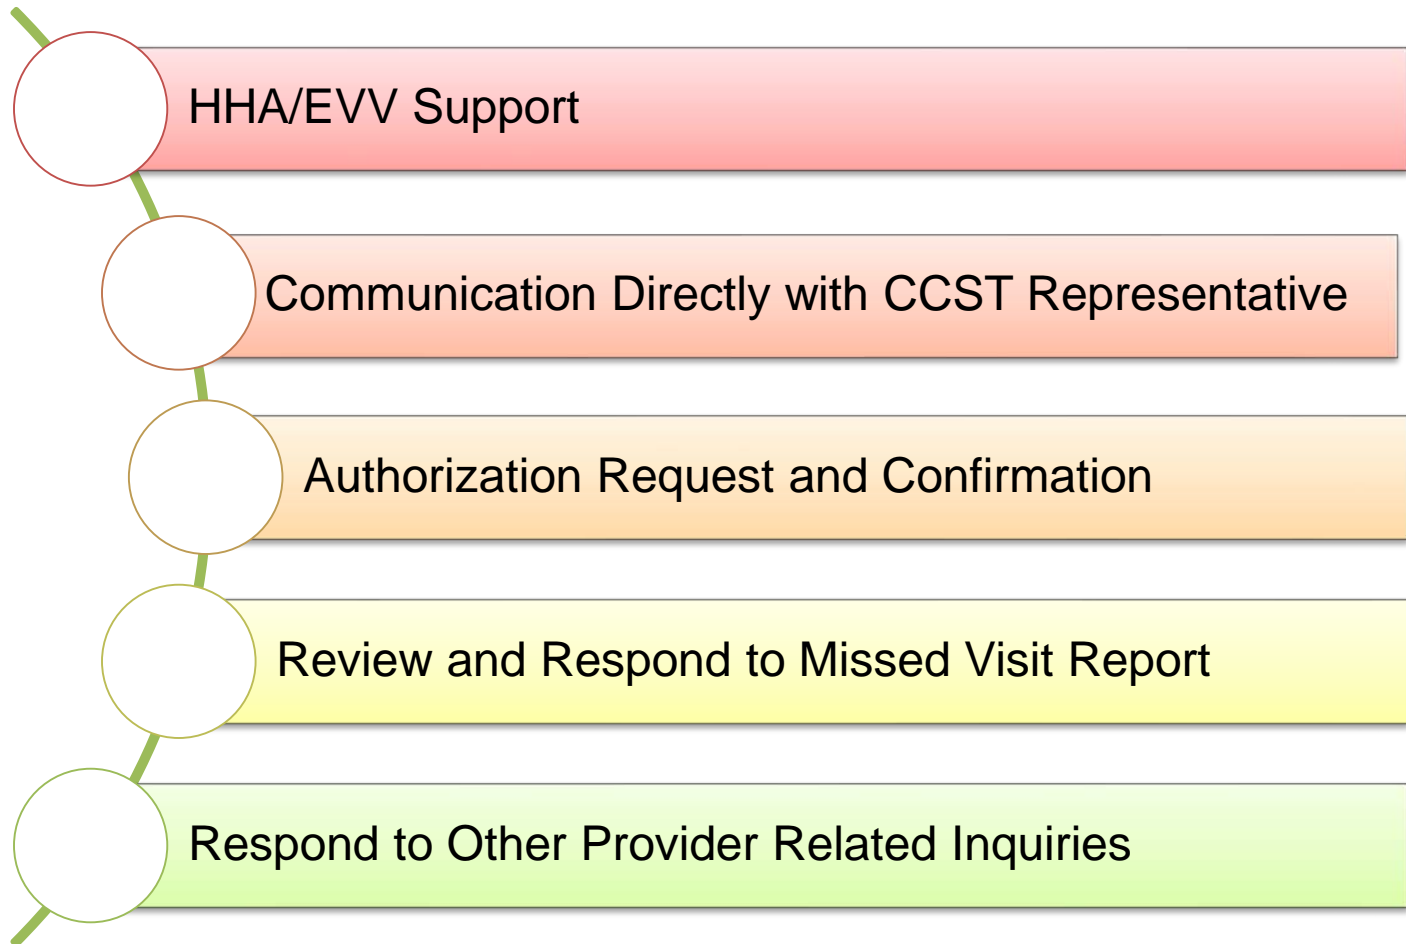 HHA/EVV Support
Communication Directly with CCST Representative
Authorization Request and Confirmation
Review and Respond to Missed Visit Report
Respond to Other Provider Related Inquiries